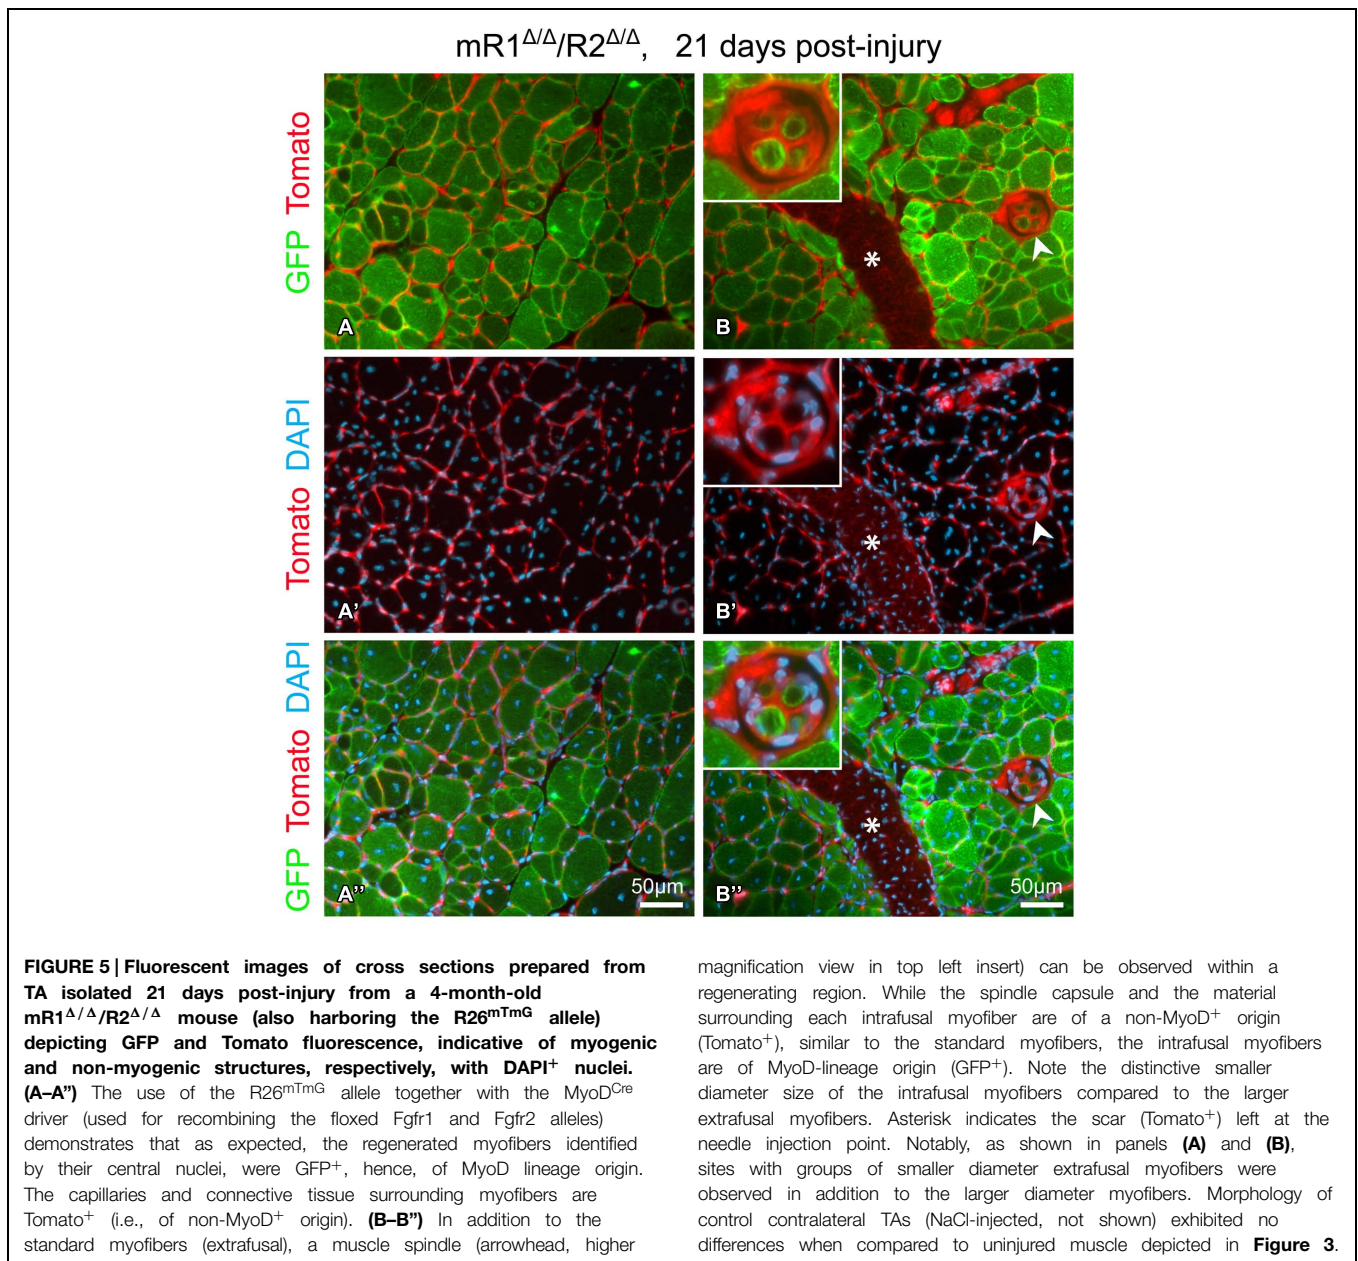 mR1Δ/Δ/R2Δ/Δ, 21 days post-injury
GFP Tomato
A
B
*
Tomato DAPI
A’
B’
*
GFP Tomato DAPI
A”
50µm
B”
50µm
*
FIGURE 5 | Fluorescent images of cross sections prepared from
TA isolated 21 days post-injury from a 4-month-old
mR1Δ/Δ/R2Δ/Δ mouse (also harboring the R26mTmG allele)
depicting GFP and Tomato fluorescence, indicative of myogenic
and non-myogenic structures, respectively, with DAPI+ nuclei.
(A–A”) The use of the R26mTmG allele together with the MyoDCre
driver (used for recombining the floxed Fgfr1 and Fgfr2 alleles)
demonstrates that as expected, the regenerated myofibers identified
by their central nuclei, were GFP+, hence, of MyoD lineage origin.
The capillaries and connective tissue surrounding myofibers are
Tomato+ (i.e., of non-MyoD+ origin). (B–B”) In addition to the
standard myofibers (extrafusal), a muscle spindle (arrowhead, higher
magnification view in top left insert) can be observed within a
regenerating region. While the spindle capsule and the material
surrounding each intrafusal myofiber are of a non-MyoD+ origin
(Tomato+), similar to the standard myofibers, the intrafusal myofibers
are of MyoD-lineage origin (GFP+). Note the distinctive smaller
diameter size of the intrafusal myofibers compared to the larger
extrafusal myofibers. Asterisk indicates the scar (Tomato+) left at the
needle injection point. Notably, as shown in panels (A) and (B),
sites with groups of smaller diameter extrafusal myofibers were
observed in addition to the larger diameter myofibers. Morphology of
control contralateral TAs (NaCl-injected, not shown) exhibited no
differences when compared to uninjured muscle depicted in Figure 3.